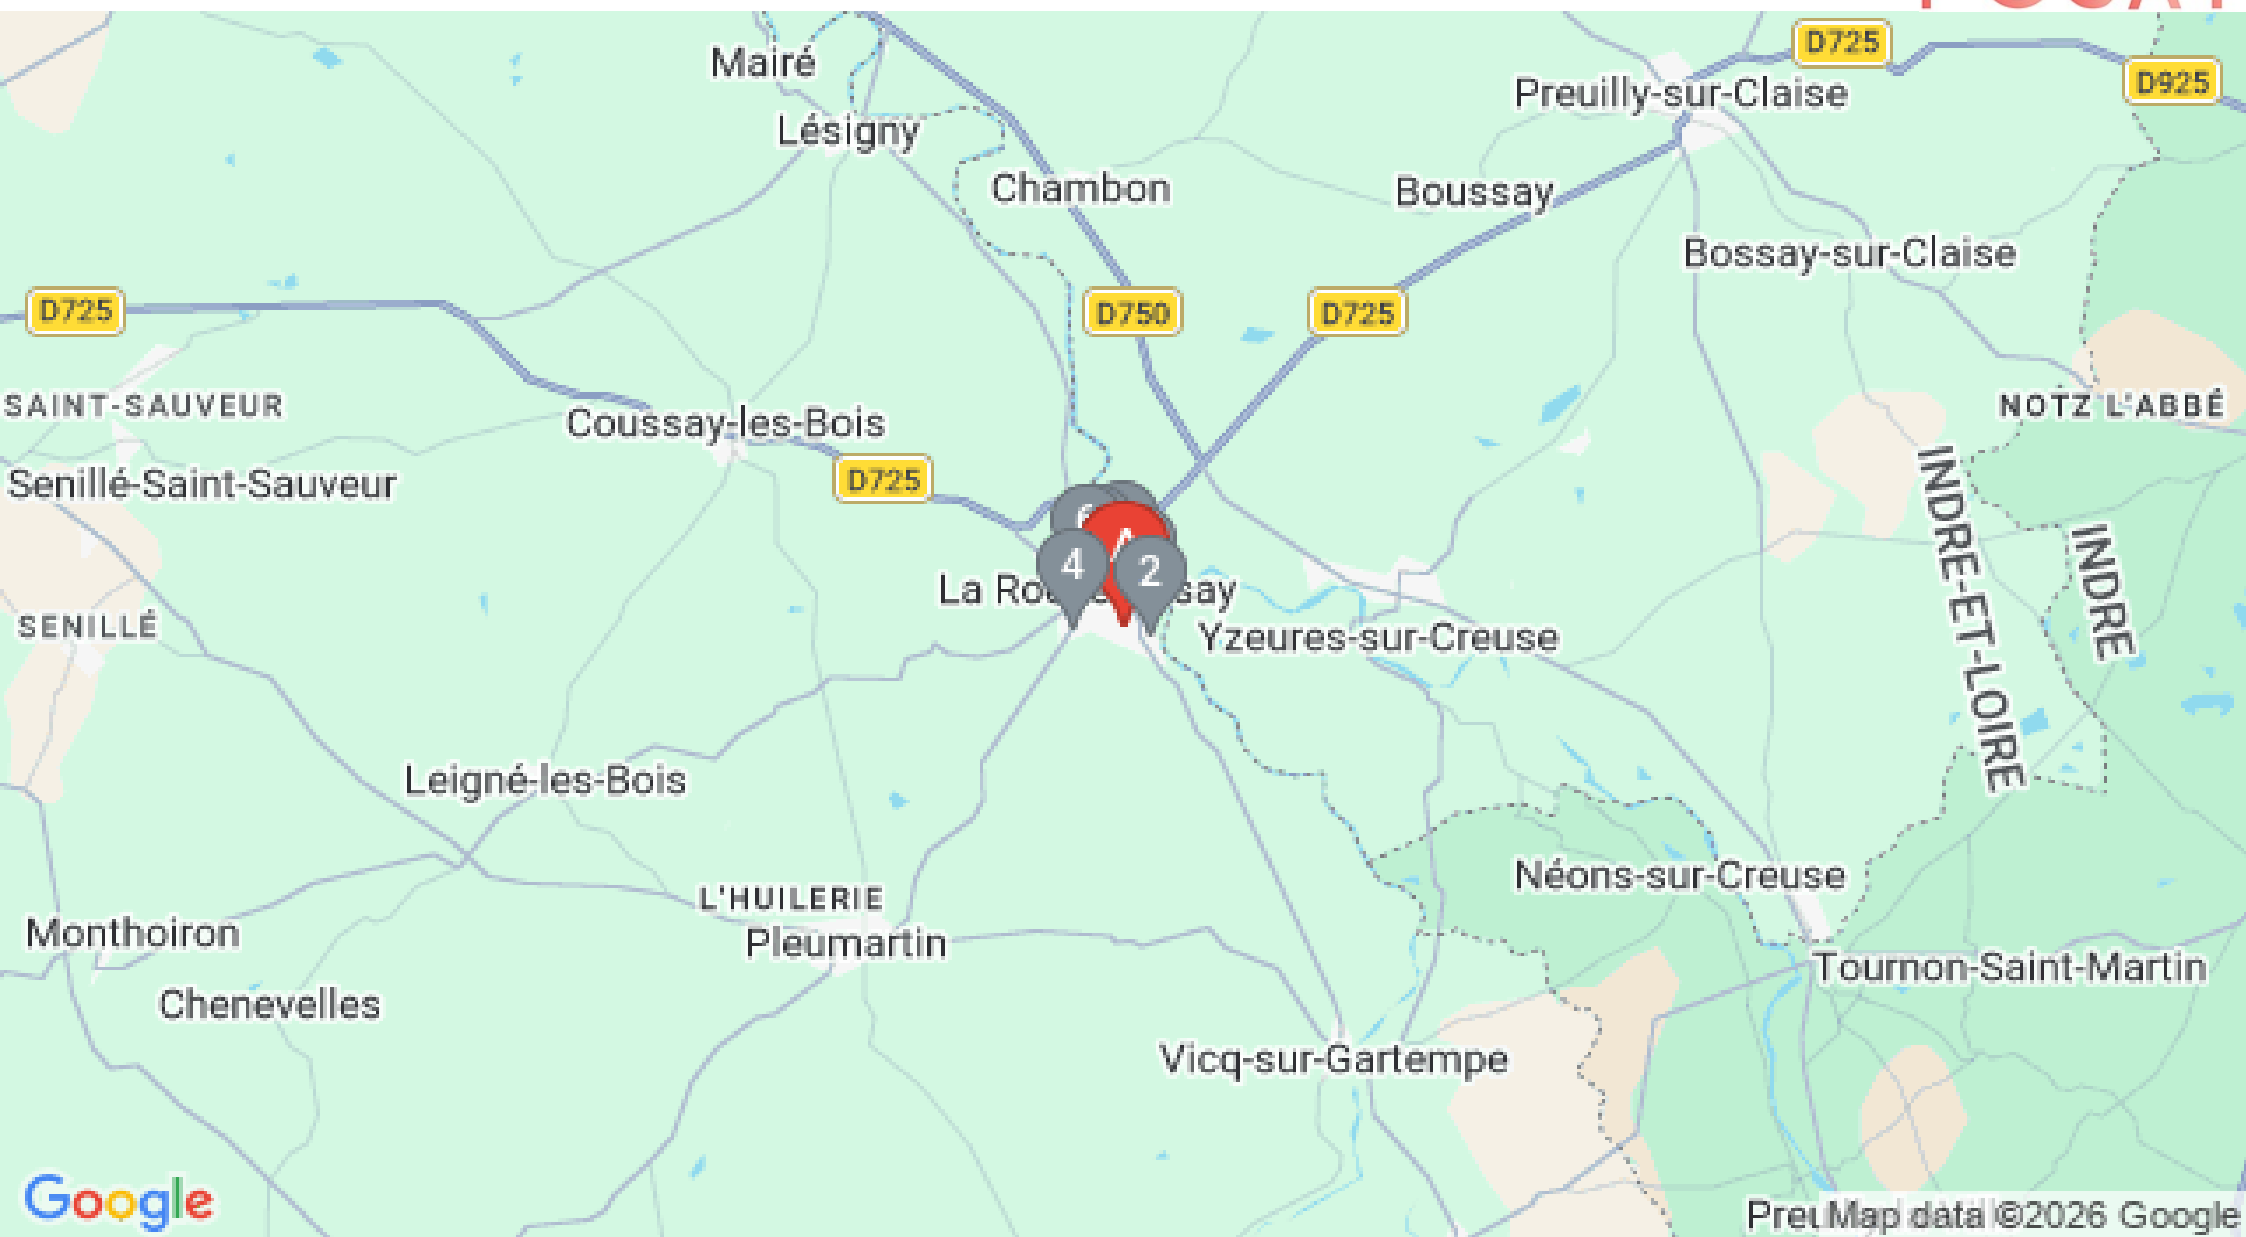 Mairé
D725
Preuilly-sur-Claise
D925
Lésigny
Chambon
Boussay
Bossay-sur-Claise
D725
D750
D725
SAINT-SAUVEUR
Coussay-les-Bois
NOTZ L'ABBÉ
D725
Senillé-Saint-Sauveur
INDRE-ET-LOIRE
INDRE
A
4
2
La Ro
say
SENILLÉ
Yzeures-sur-Creuse
Leigné-les-Bois
Néons-sur-Creuse
L'HUILERIE
Monthoiron
Pleumartin
Tournon-Saint-Martin
Chenevelles
Vicq-sur-Gartempe
Google
Map data ©2026 Google